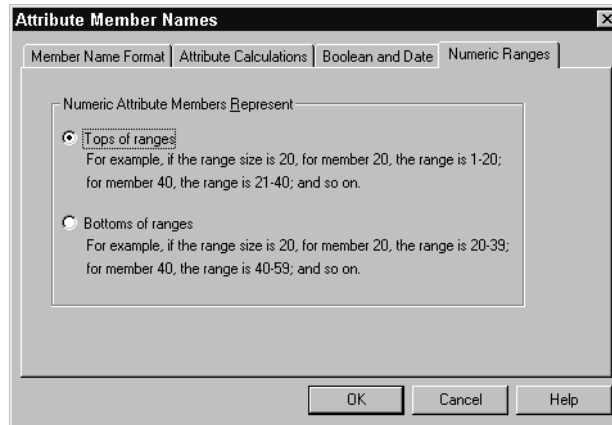 Attribute Member Names
Member Name Format
Attribute Calculations
Boolean and Date
Numeric Ranges
Numeric Attribute Members Represent
Tops of ranges
For example, if the range size is 20, for member 20, the range is 1-20;
for member 40, the range is 21-40; and so on.
Bottoms of ranges
For example, if the range size is 20, for member 20, the range is 20-39;
for member 40, the range is 40-59; and so on.
OK
Cancel
Help